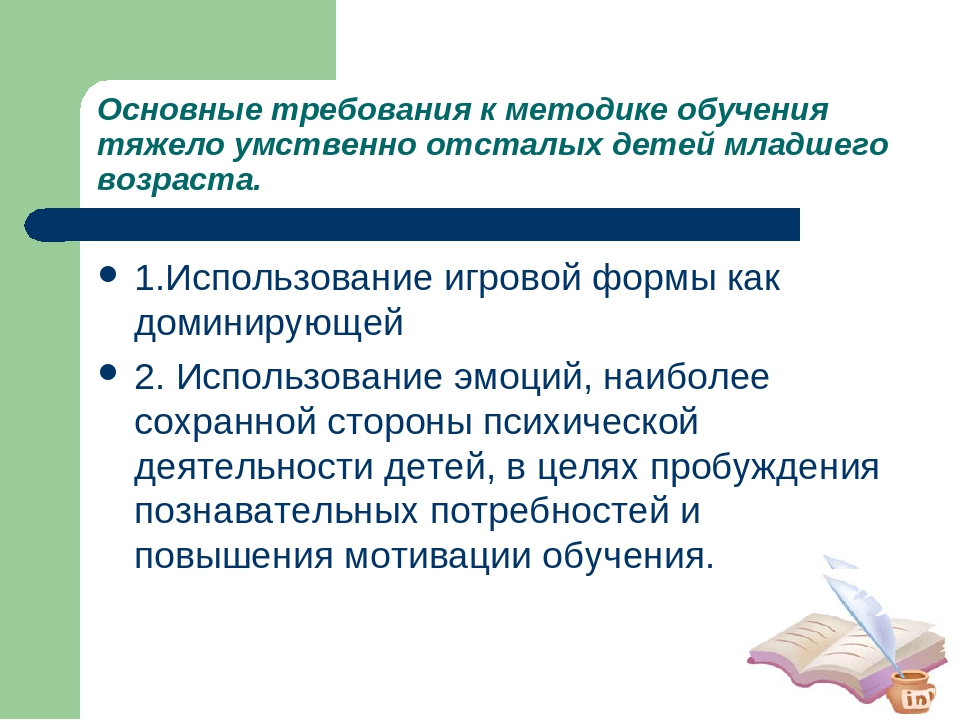 Основные требования к методике обучения
тяжело умственно отсталых детей младшего
возраста.
1.Использование игровой формы как
доминирующей
2. Использование эмоций, наиболее
сохранной стороны психической
деятельности детей, в целях пробуждения
познавательных потребностей и
повышения мотивации обучения.